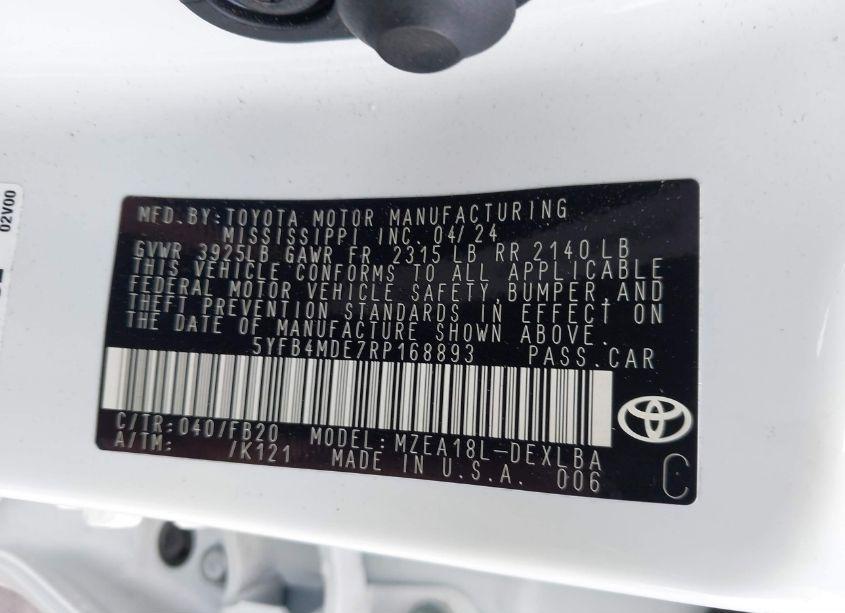 02V00
MFD.BY: TOYOTA MOTOR MANUFACTURING
MISSISSIPPI INC. 04/24
GVWR 3925LB GAWR FR 2315 LB RR 2140 LB
THIS VEHICLE CONFORMS TO ALL APPLICABLE
FEDERAL MOTOR VEHICLE SAFETY, BUMPER, AND
THEFT PREVENTION STANDARDS IN EFFECT ON
THE DATE OF MANUFACTURE SHOWN ABOVE.
5YFB4MDE7RP168893 PASS.CAR
C/TR: 040/FB20 MODEL: MZEA18L-DEXLBA
A/TM: /K121 MADE IN U.S.A. 006
C